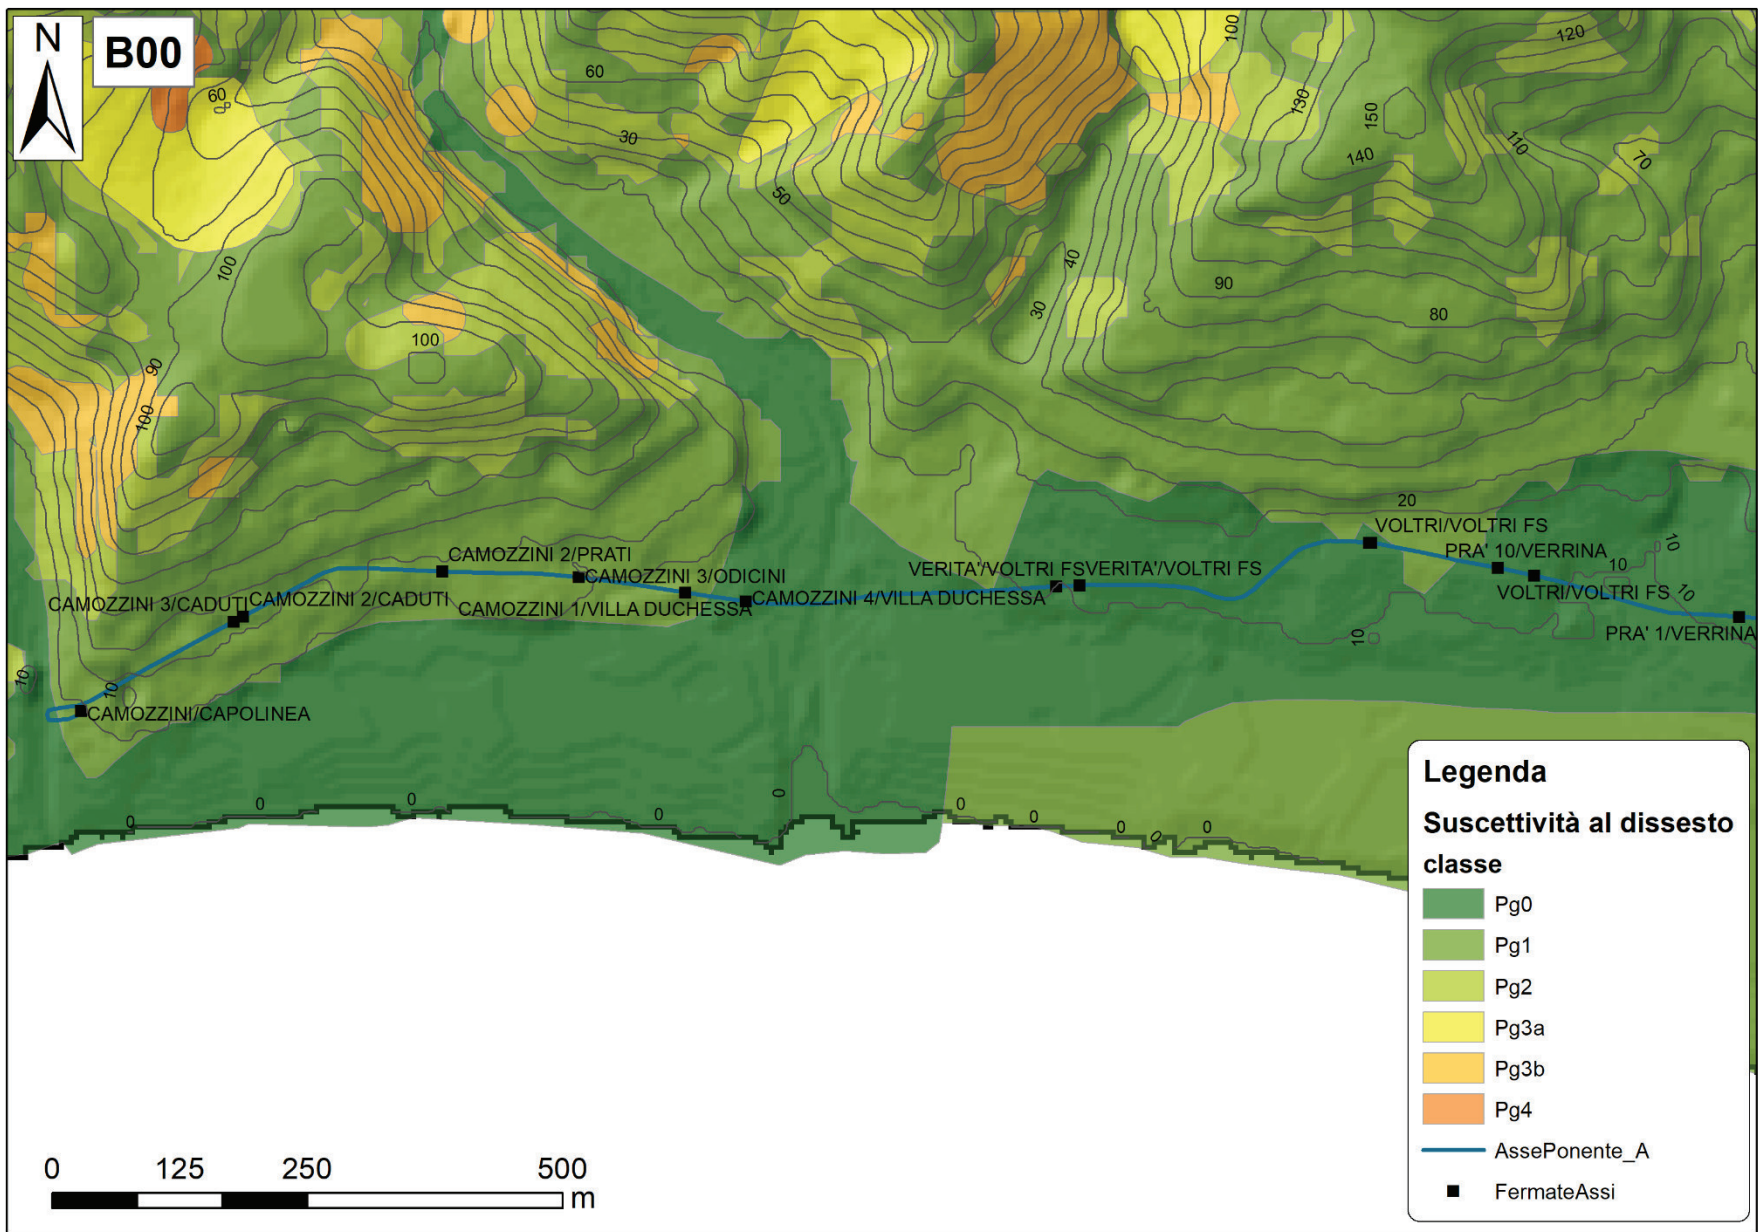 N
B00
60
P
60
30
50
100
130
150
120
110
140
70
100
90
100
100
40
30
90
80
20
VOLTRI/VOLTRI FS
PRA' 10/VERRINA
10
10
VOLTRI/VOLTRI FS
10
10
PRA' 1/VERRINA
CAMOZZINI 2/PRATI
CAMOZZINI 3/ODICINI
VERITA'/VOLTRI FS
VERITA'/VOLTRI FS
CAMOZZINI 3/CADUTI
CAMOZZINI 2/CADUTI
CAMOZZINI 1/VILLA DUCHESSA
CAMOZZINI 4/VILLA DUCHESSA
10
10
CAMOZZINI/CAPOLINEA
0
0
0
0
0
0
0
0
0
0
Legenda
Suscettività al dissesto
classe
Pg0
Pg1
Pg2
Pg3a
Pg3b
Pg4
AssePonente_A
FermateAssi
0 125 250 500
m